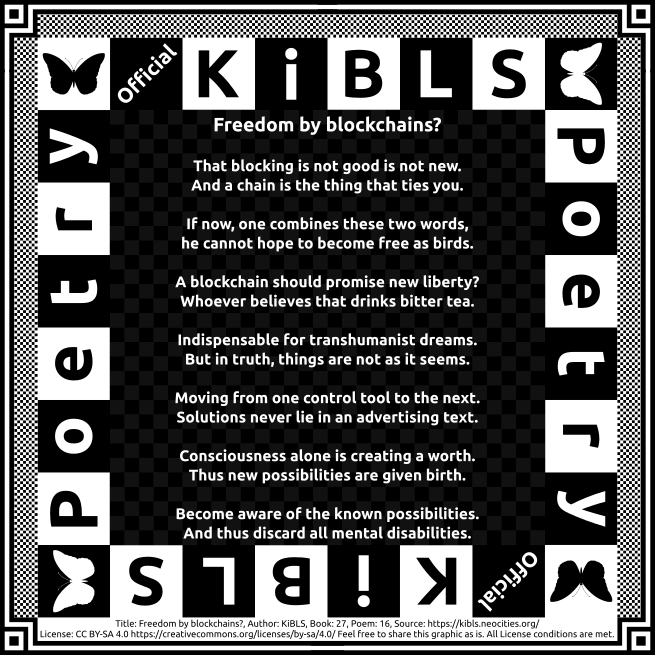 Official KiBLS
Poetry
Poetry
Freedom by blockchains?
That blocking is not good is not new.
And a chain is the thing that ties you.
If now, one combines these two words,
he cannot hope to become free as birds.
A blockchain should promise new liberty?
Whoever believes that drinks bitter tea.
Indispensable for transhumanist dreams.
But in truth, things are not as it seems.
Moving from one control tool to the next.
Solutions never lie in an advertising text.
Consciousness alone is creating a worth.
Thus new possibilities are given birth.
Become aware of the known possibilities.
And thus discard all mental disabilities.
Official KiBLS
Title: Freedom by blockchains?, Author: KiBLS, Book: 27, Poem: 16, Source: https://kibls.neocities.org/
License: CC BY-SA 4.0 https://creativecommons.org/licenses/by-sa/4.0/ Feel free to share this graphic as is. All License conditions are met.